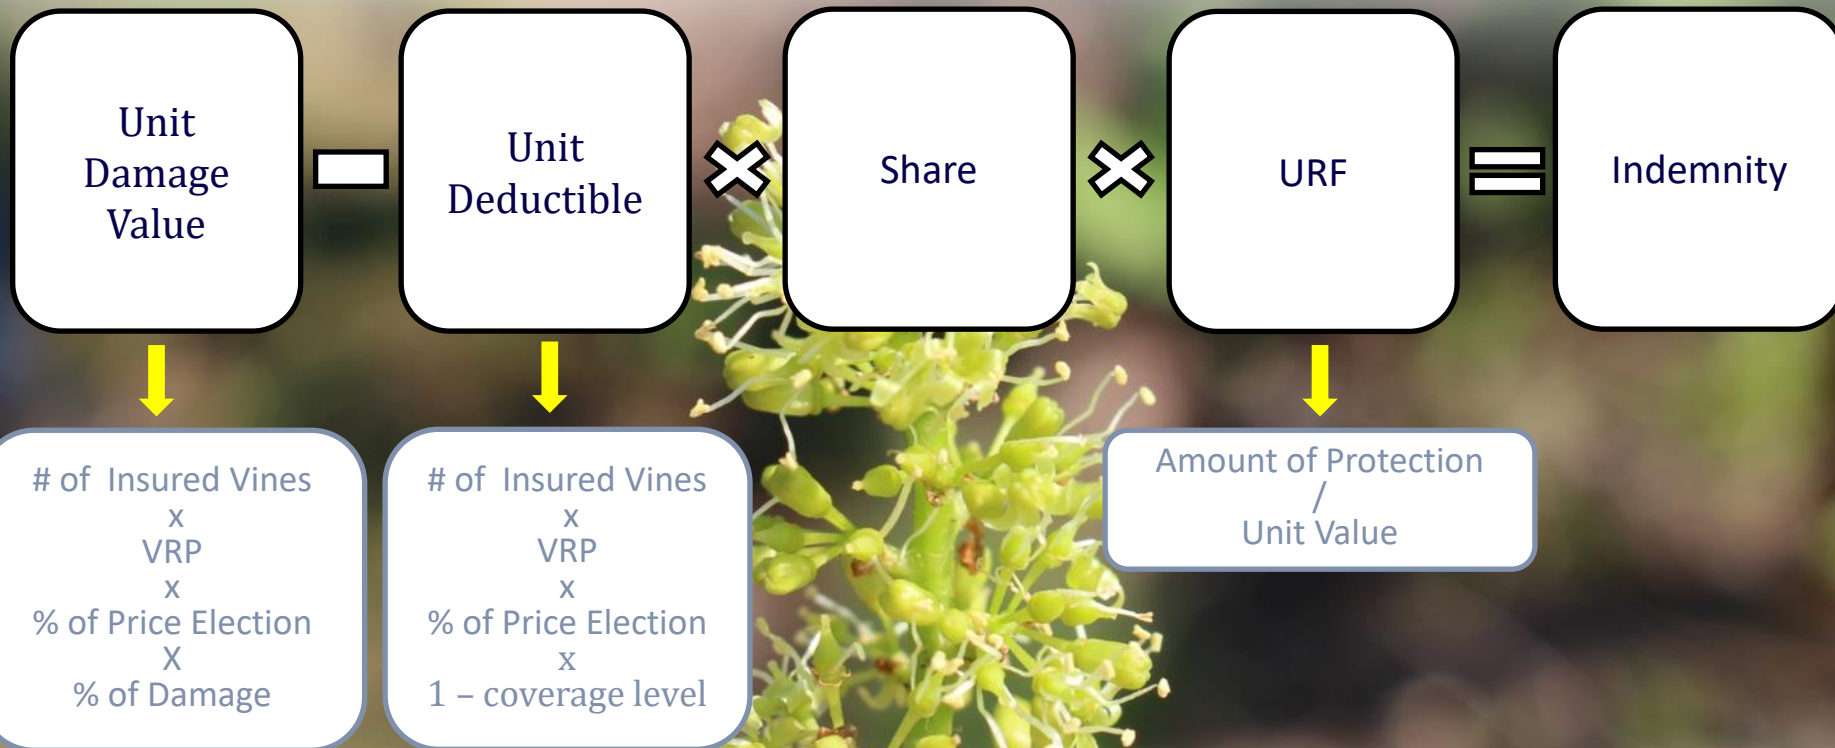 Unit
Damage
Value
Unit
Deductible
Share
URF
Indemnity
# of  Insured Vines
x
VRP
x
% of Price Election
X
% of Damage
# of  Insured Vines
x
VRP
x
% of Price Election
x
1 – coverage level
Amount of Protection
/
Unit Value